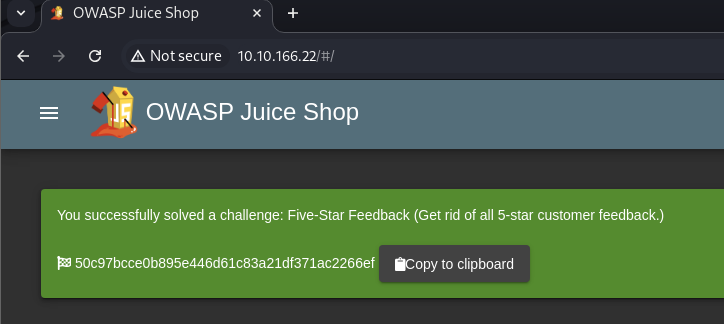 OWASP Juice Shop
Not secure 10.10.166.22/#/
OWASP Juice Shop
You successfully solved a challenge: Five-Star Feedback (Get rid of all 5-star customer feedback.)
50c97bcce0b895e446d61c83a21df371ac2266ef Copy to clipboard